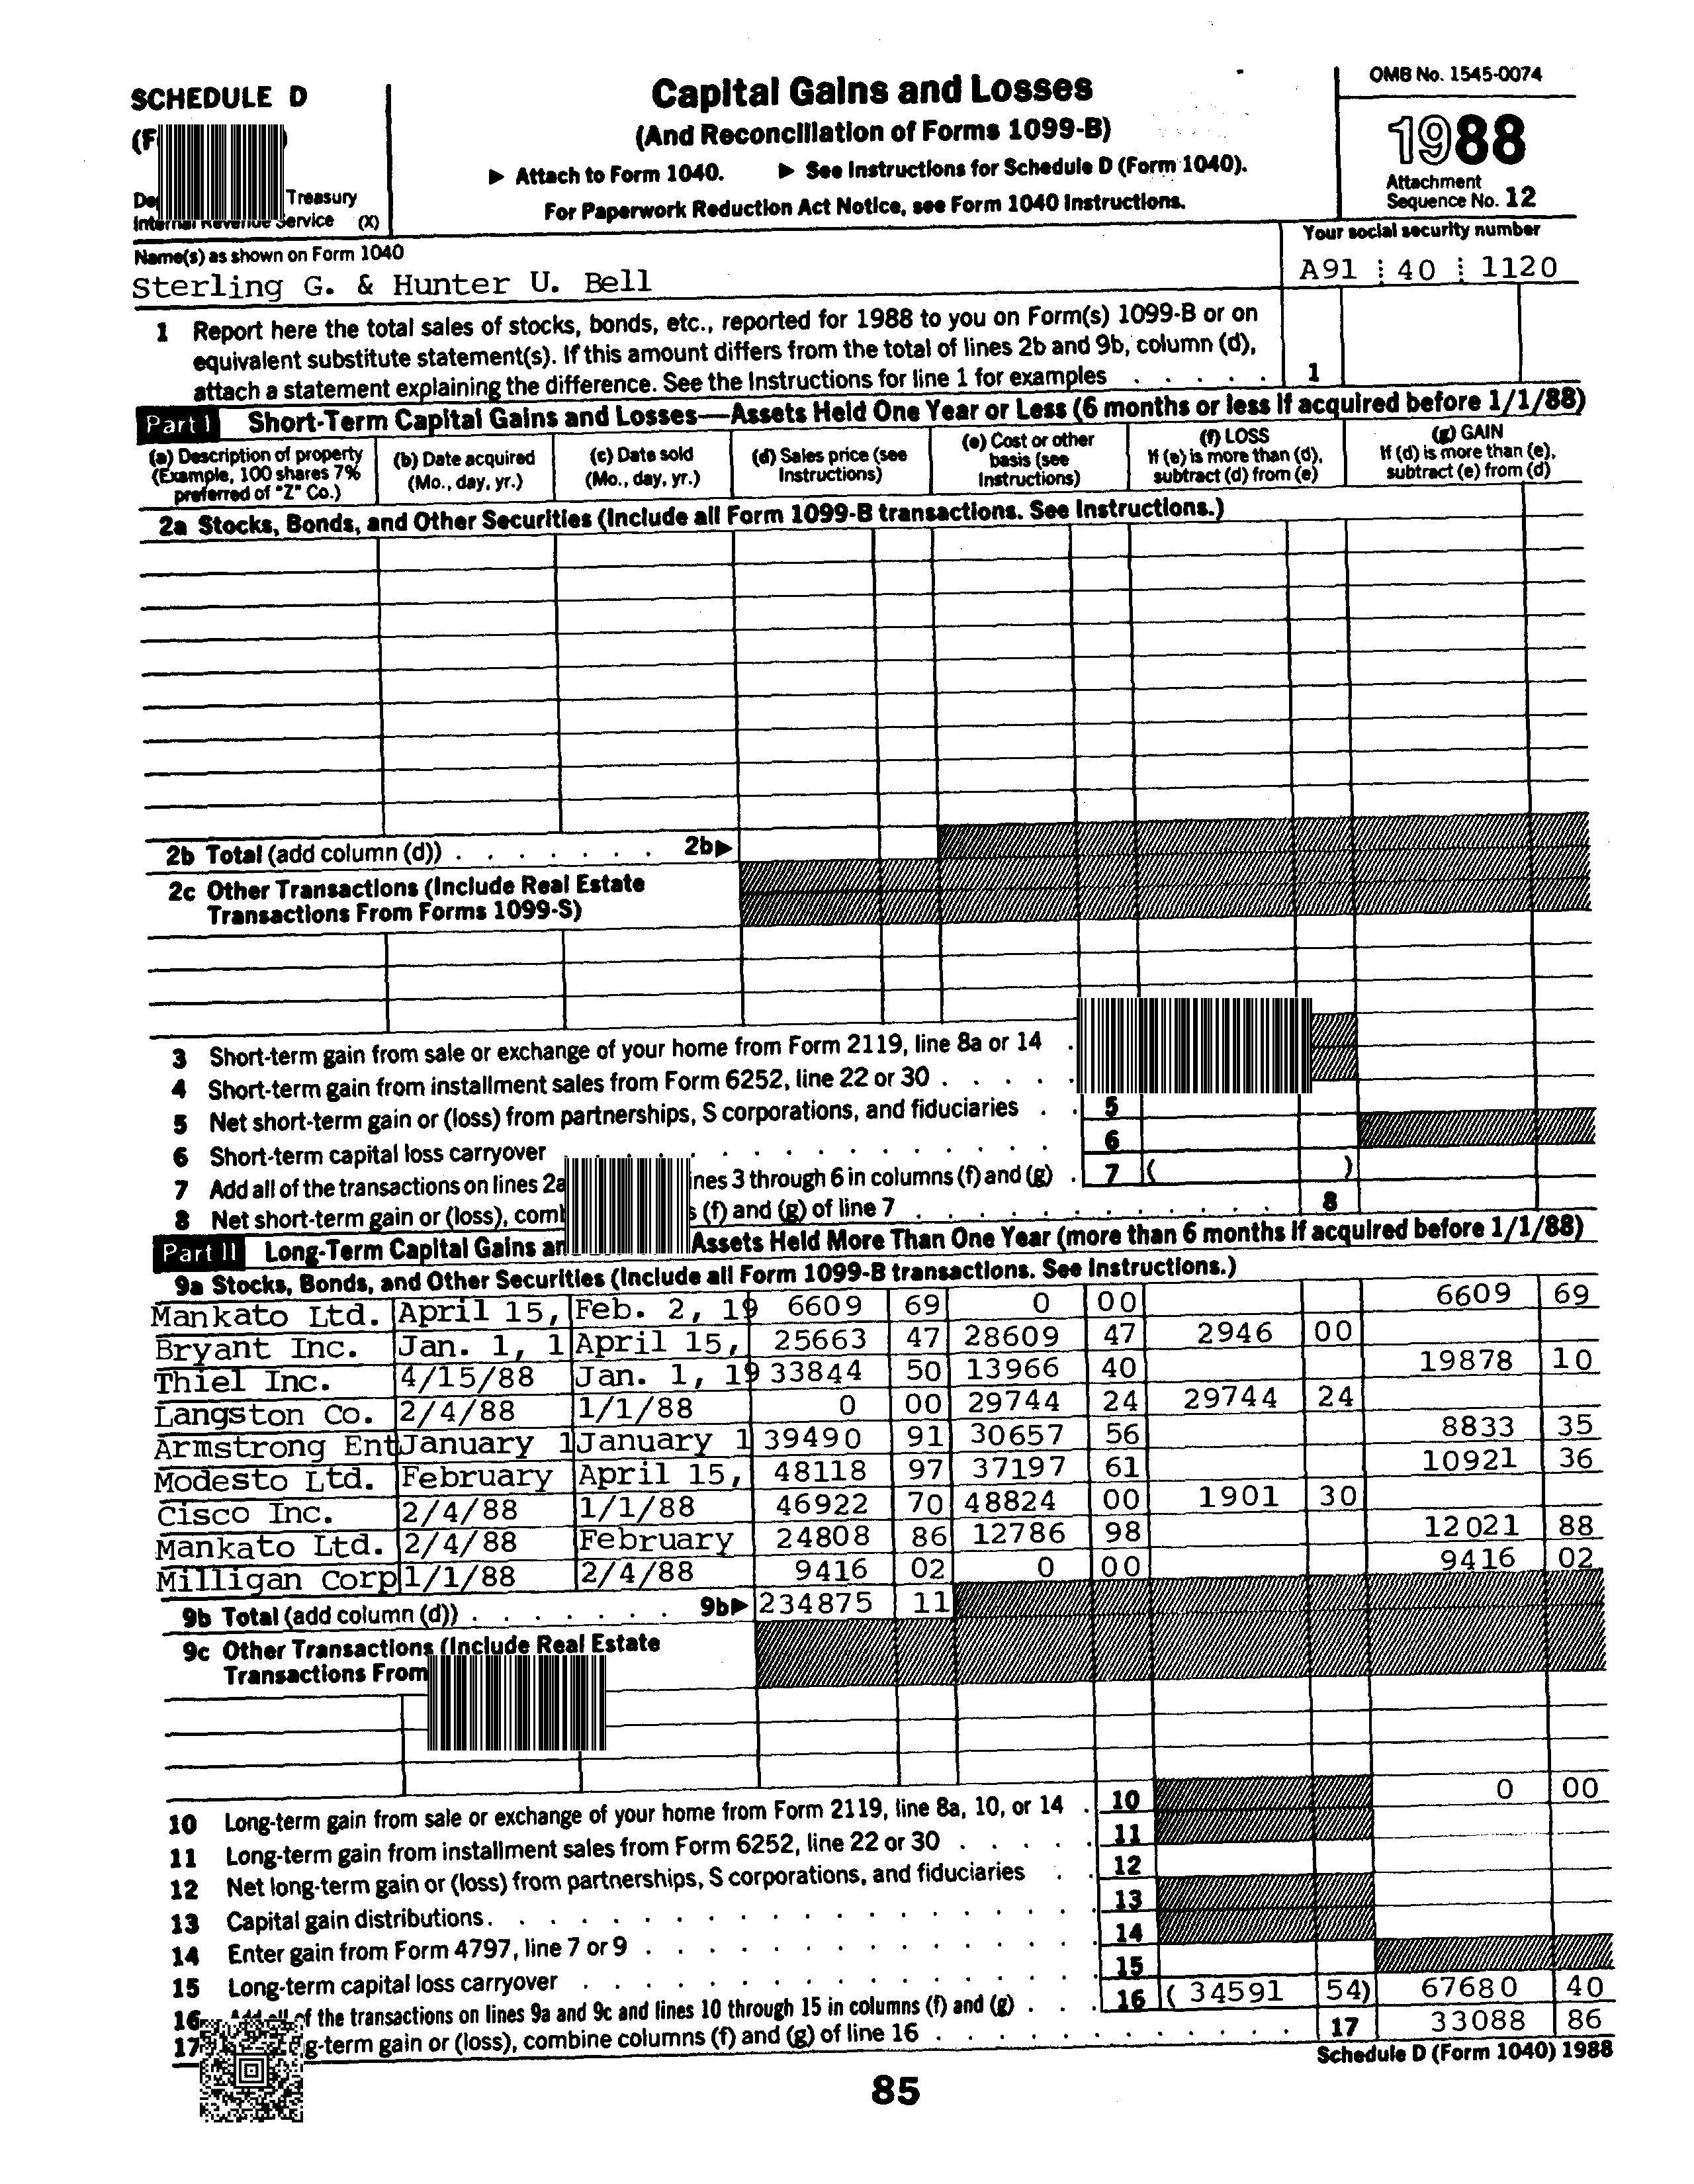 SCHEDULE D
(F )
De Treasury
Internal Revenue Service (X)
Capital Gains and Losses
(And Reconciliation of Forms 1099-B)
▶ Attach to Form 1040. ▶ See Instructions for Schedule D (Form 1040).
For Paperwork Reduction Act Notice, see Form 1040 Instructions.
OMB No. 1545-0074
1988
Attachment
Sequence No. 12
Name(s) as shown on Form 1040
Sterling G. & Hunter U. Bell
Your social security number
A91 40 1120
1 Report here the total sales of stocks, bonds, etc., reported for 1988 to you on Form(s) 1099-B or on
equivalent substitute statement(s). If this amount differs from the total of lines 2b and 9b, column (d),
attach a statement explaining the difference. See the Instructions for line 1 for examples . . . . . 1
Part I Short-Term Capital Gains and Losses—Assets Held One Year or Less (6 months or less if acquired before 1/1/88)
(a) Description of property
(Example, 100 shares 7%
preferred of "Z" Co.)
(b) Date acquired
(Mo., day, yr.)
(c) Date sold
(Mo., day, yr.)
(d) Sales price (see
Instructions)
(e) Cost or other
basis (see
Instructions)
(f) LOSS
If (e) is more than (d),
subtract (d) from (e)
(g) GAIN
If (d) is more than (e),
subtract (e) from (d)
2a Stocks, Bonds, and Other Securities (Include all Form 1099-B transactions. See Instructions.)
2b Total (add column (d)) . . . . . . . 2b▶
2c Other Transactions (Include Real Estate
Transactions From Forms 1099-S)
3 Short-term gain from sale or exchange of your home from Form 2119, line 8a or 14 .
4 Short-term gain from installment sales from Form 6252, line 22 or 30 . . . . .
5 Net short-term gain or (loss) from partnerships, S corporations, and fiduciaries . . 5
6 Short-term capital loss carryover . . . . . . . . . . . . . . 6
7 Add all of the transactions on lines 2a ines 3 through 6 in columns (f) and (g) . 7 ( )
8 Net short-term gain or (loss), com s (f) and (g) of line 7 . . . . . . . . . . . . 8
Part II Long-Term Capital Gains an Assets Held More Than One Year (more than 6 months if acquired before 1/1/88)
9a Stocks, Bonds, and Other Securities (Include all Form 1099-B transactions. See Instructions.)
Mankato Ltd. April 15, Feb. 2, 19 6609 69 0 00 6609 69
Bryant Inc. Jan. 1, 1 April 15, 25663 47 28609 47 2946 00
Thiel Inc. 4/15/88 Jan. 1, 19 33844 50 13966 40 19878 10
Langston Co. 2/4/88 1/1/88 0 00 29744 24 29744 24
Armstrong Ent January 1 January 1 39490 91 30657 56 8833 35
Modesto Ltd. February April 15, 48118 97 37197 61 10921 36
Cisco Inc. 2/4/88 1/1/88 46922 70 48824 00 1901 30
Mankato Ltd. 2/4/88 February 24808 86 12786 98 12021 88
Milligan Corp 1/1/88 2/4/88 9416 02 0 00 9416 02
9b Total (add column (d)) . . . . . . . 9b▶ 234875 11
9c Other Transactions (Include Real Estate
Transactions From
10 Long-term gain from sale or exchange of your home from Form 2119, line 8a, 10, or 14 . 10 0 00
11 Long-term gain from installment sales from Form 6252, line 22 or 30 . . . . . 11
12 Net long-term gain or (loss) from partnerships, S corporations, and fiduciaries . . 12
13 Capital gain distributions. . . . . . . . . . . . . . . . . . 13
14 Enter gain from Form 4797, line 7 or 9 . . . . . . . . . . . . . 14
15 Long-term capital loss carryover . . . . . . . . . . . . . . . 15
16 Add all of the transactions on lines 9a and 9c and lines 10 through 15 in columns (f) and (g) . . . 16 ( 34591 54) 67680 40
17 g-term gain or (loss), combine columns (f) and (g) of line 16 . . . . . . . . . . . 17 33088 86
Schedule D (Form 1040) 1988
85